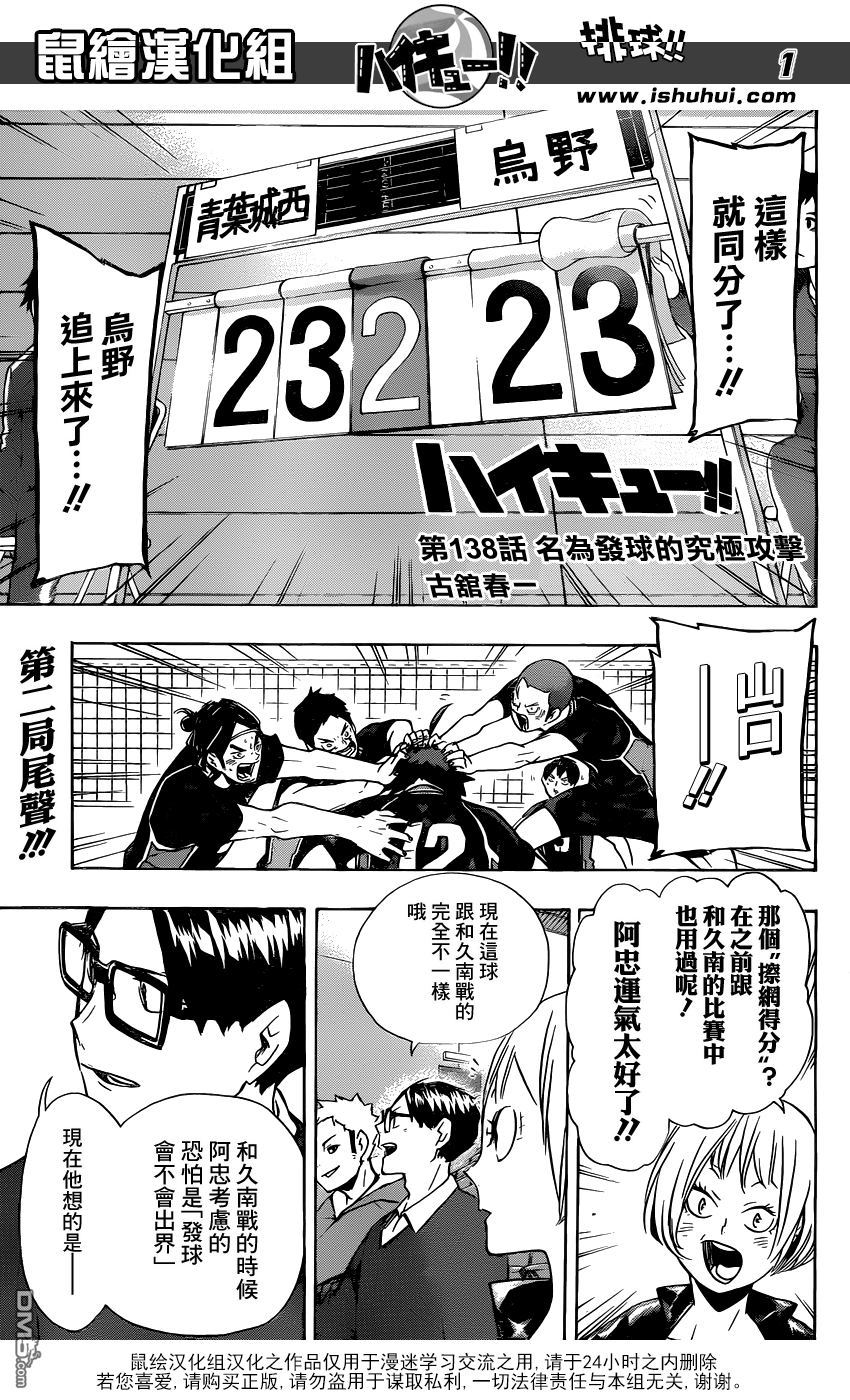 鼠繪漢化組
ハイキュー!!
排球!!
1
www.ishuhui.com
這樣
就同分了…!!
烏野
青葉城西
23 2 23
烏野
追上來了…!!
ハイキュー!!
第138話 名為發球的究極攻擊
古舘春一
山口
——!!
第二局尾聲!!!
2
那個“擦網得分”?
在之前跟
和久南的比賽中
也用過呢!
阿忠運氣太好了!!
現在這球
跟和久南戰的
完全不一樣
哦
和久南戰的時候
阿忠考慮的
恐怕是「發球
會不會出界」
現在他想的是——
DM5.com
鼠绘汉化组汉化之作品仅用于漫迷学习交流之用, 请于24小时之内删除
若您喜爱, 请购买正版, 请勿盗用于谋取私利, 一切法律责任与本组无关, 谢谢。